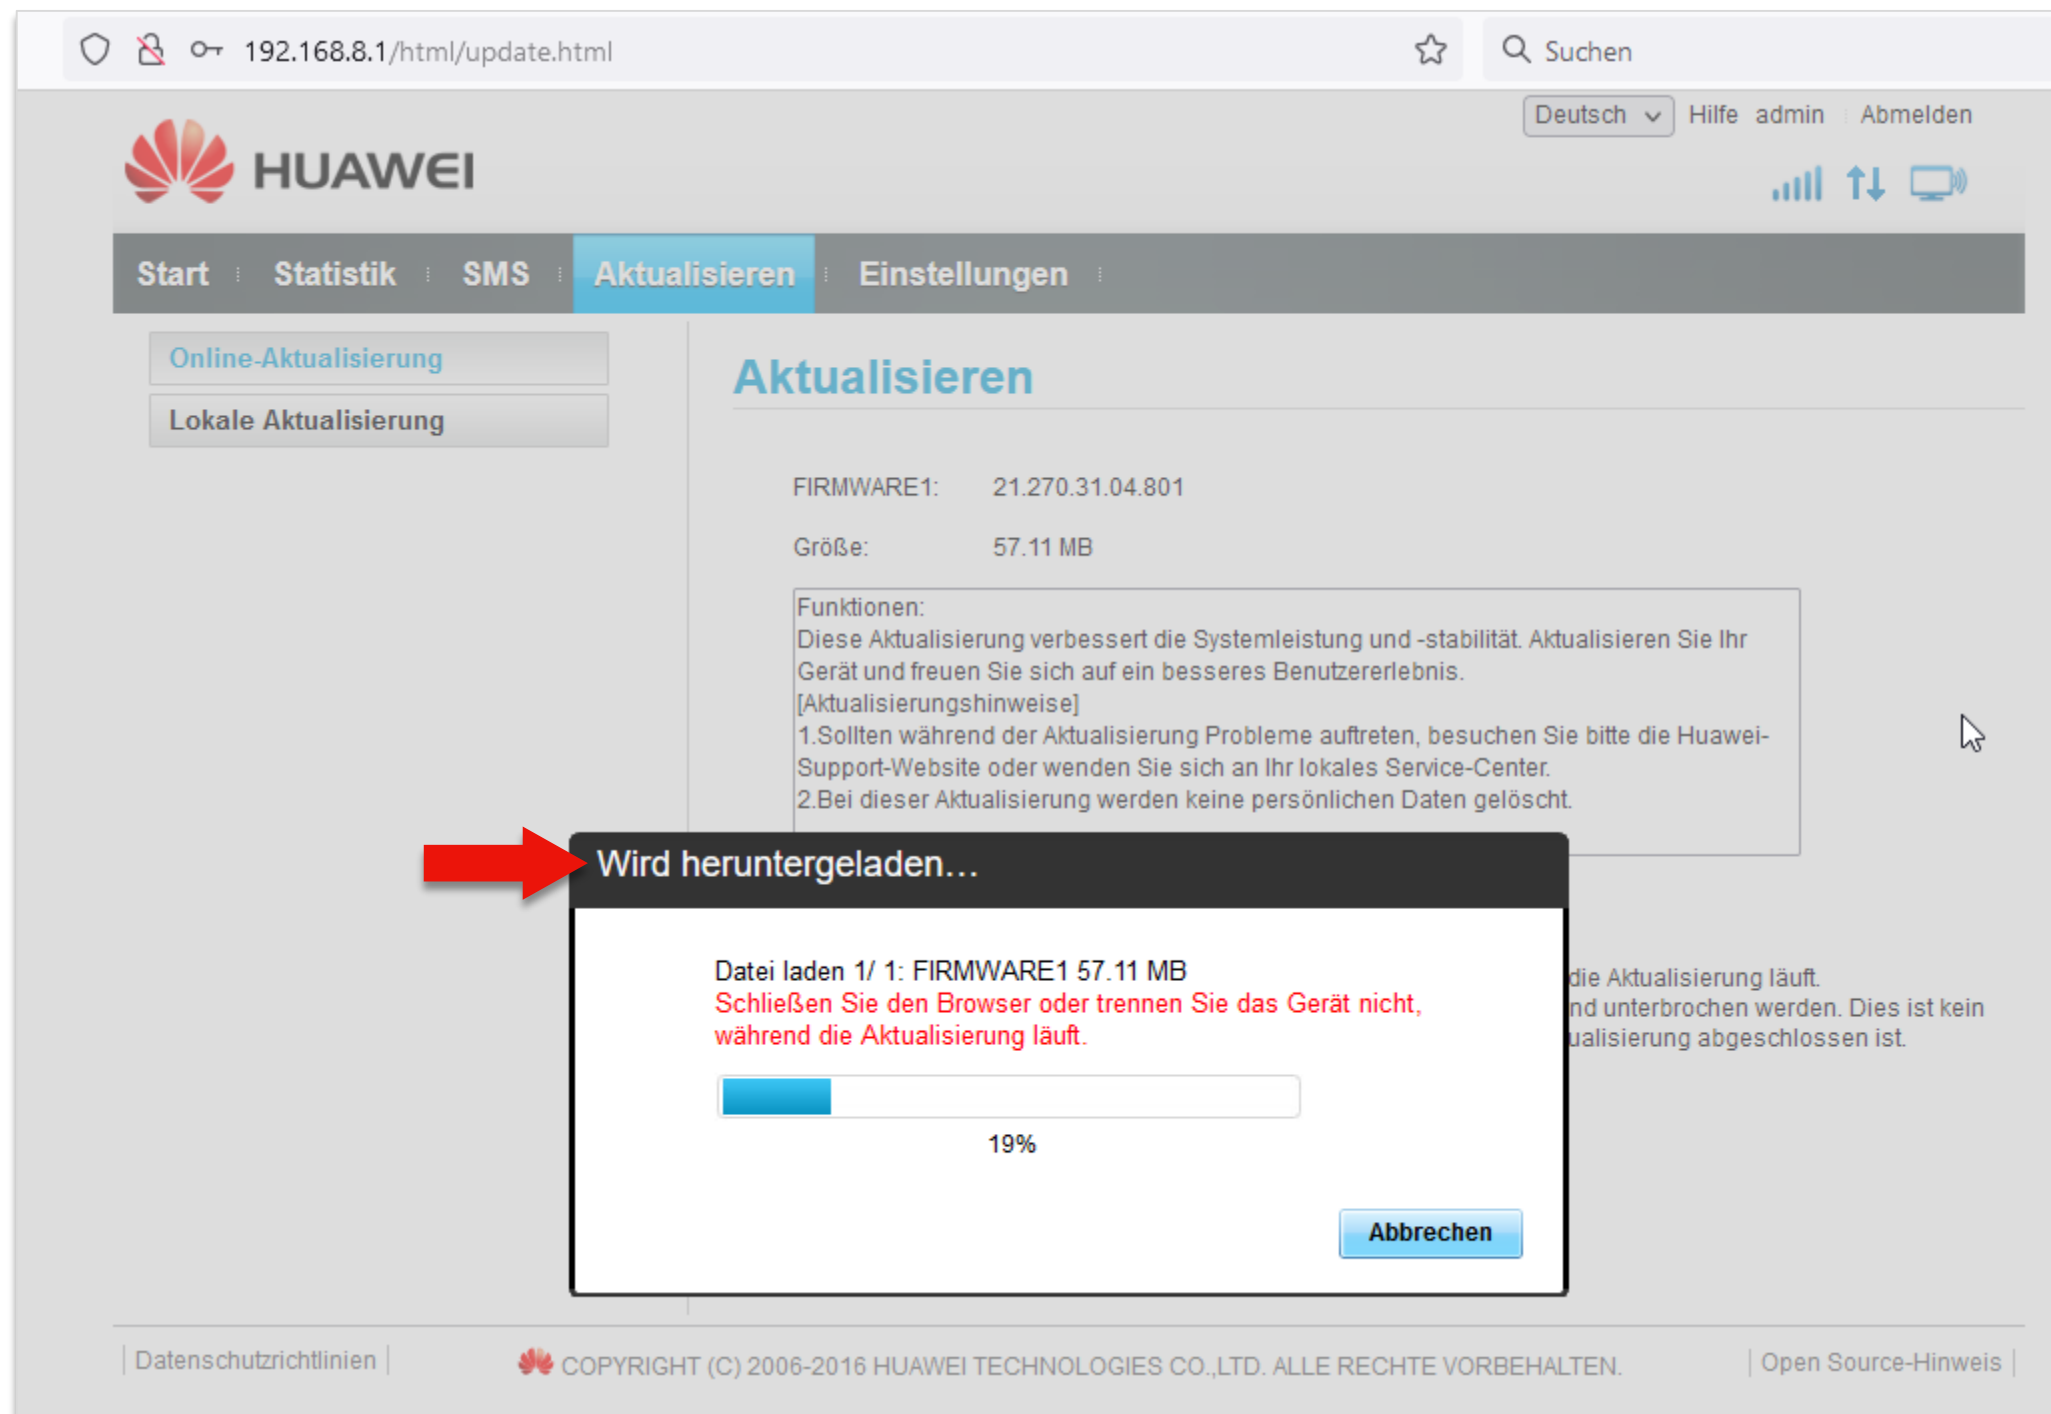 192.168.8.1/html/update.html
Suchen
Deutsch Hilfe admin Abmelden
HUAWEI
Start Statistik SMS Aktualisieren Einstellungen
Online-Aktualisierung
Lokale Aktualisierung
Aktualisieren
FIRMWARE1: 21.270.31.04.801
Größe: 57.11 MB
Funktionen:
Diese Aktualisierung verbessert die Systemleistung und -stabilität. Aktualisieren Sie Ihr
Gerät und freuen Sie sich auf ein besseres Benutzererlebnis.
[Aktualisierungshinweise]
1.Sollten während der Aktualisierung Probleme auftreten, besuchen Sie bitte die Huawei-
Support-Website oder wenden Sie sich an Ihr lokales Service-Center.
2.Bei dieser Aktualisierung werden keine persönlichen Daten gelöscht.
Wird heruntergeladen...
Datei laden 1/ 1: FIRMWARE1 57.11 MB
Schließen Sie den Browser oder trennen Sie das Gerät nicht,
während die Aktualisierung läuft.
19%
Abbrechen
die Aktualisierung läuft.
nd unterbrochen werden. Dies ist kein
ualisierung abgeschlossen ist.
Datenschutzrichtlinien
COPYRIGHT (C) 2006-2016 HUAWEI TECHNOLOGIES CO.,LTD. ALLE RECHTE VORBEHALTEN.
Open Source-Hinweis